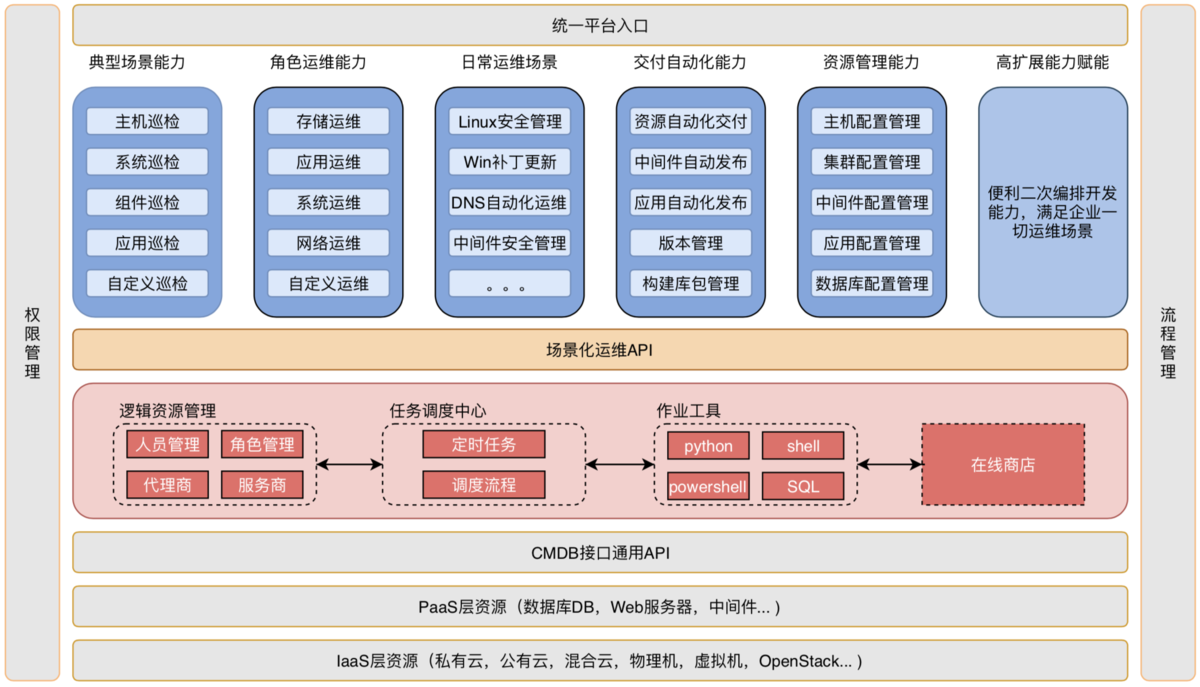 统一平台入口
典型场景能力
角色运维能力
日常运维场景
交付自动化能力
资源管理能力
高扩展能力赋能
主机巡检
系统巡检
组件巡检
应用巡检
自定义巡检
存储运维
应用运维
系统运维
网络运维
自定义运维
Linux安全管理
Win补丁更新
DNS自动化运维
中间件安全管理
。。。
资源自动化交付
中间件自动发布
应用自动化发布
版本管理
构建库包管理
主机配置管理
集群配置管理
中间件配置管理
应用配置管理
数据库配置管理
便利二次编排开发
能力，满足企业一
切运维场景
权限管理
流程管理
场景化运维API
逻辑资源管理
人员管理
角色管理
代理商
服务商
任务调度中心
定时任务
调度流程
作业工具
python
shell
powershell
SQL
在线商店
CMDB接口通用API
PaaS层资源（数据库DB，Web服务器，中间件... )
IaaS层资源（私有云，公有云，混合云，物理机，虚拟机，OpenStack... )